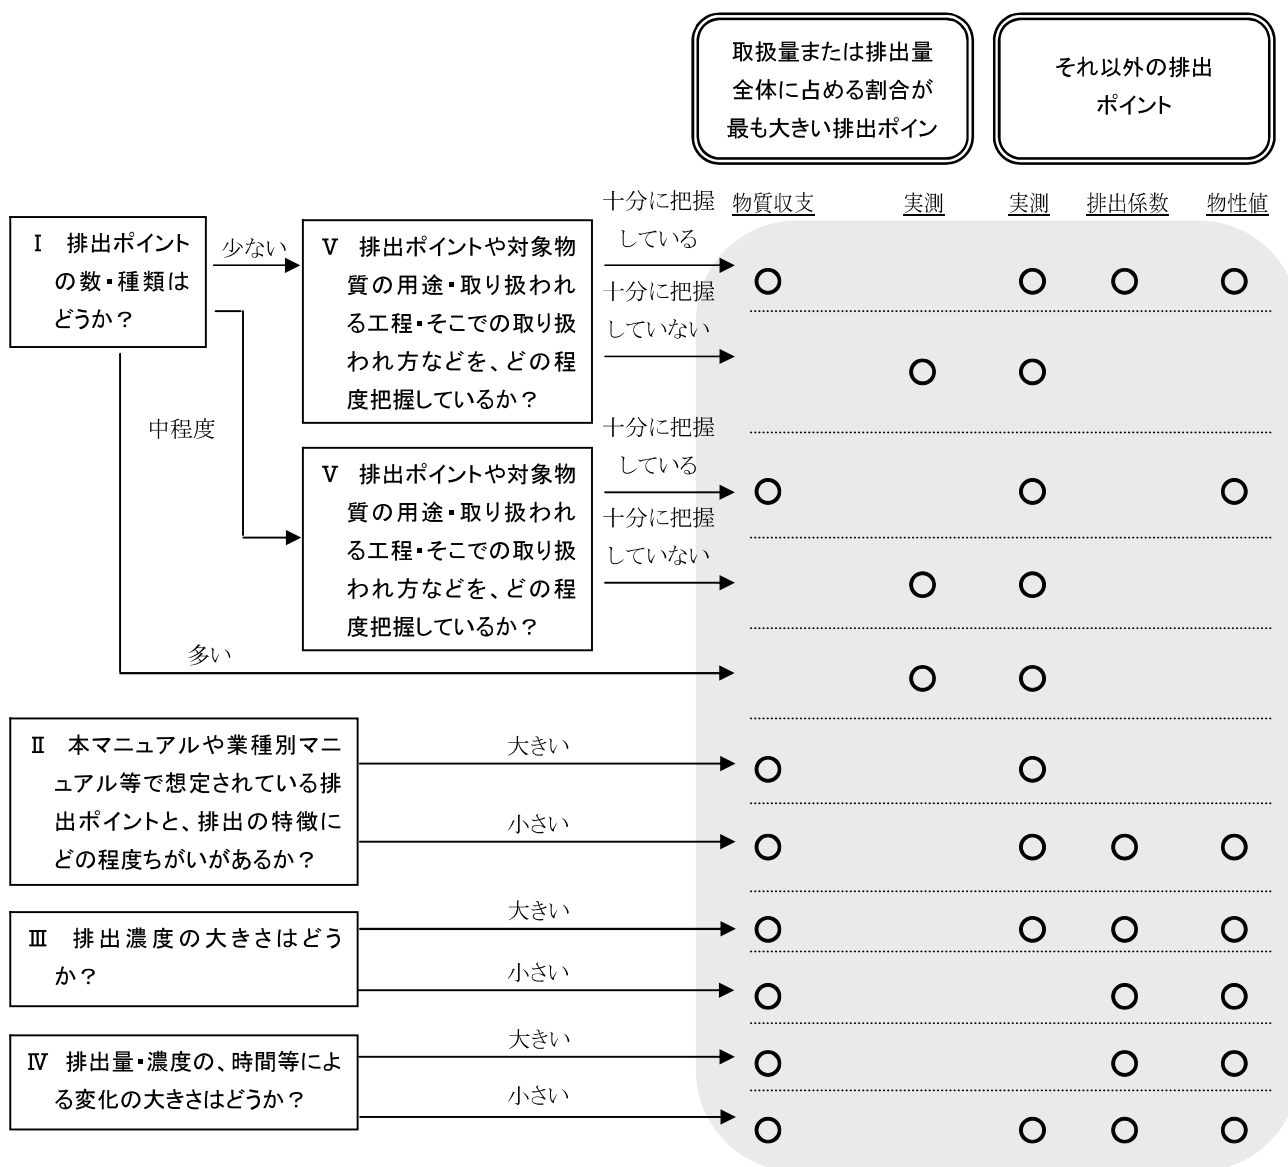 取扱量または排出量
全体に占める割合が
最も大きい排出ポイン
それ以外の排出
ポイント
物質収支
実測
実測
排出係数
物性値
Ⅰ 排出ポイント
の数・種類は
どうか？
少ない
中程度
多い
Ⅴ 排出ポイントや対象物
質の用途・取り扱われ
る工程・そこでの取り扱
われ方などを、どの程
度把握しているか？
十分に把握
している
十分に把握
していない
Ⅴ 排出ポイントや対象物
質の用途・取り扱われ
る工程・そこでの取り扱
われ方などを、どの程
度把握しているか？
十分に把握
している
十分に把握
していない
Ⅱ 本マニュアルや業種別マニ
ュアル等で想定されている排
出ポイントと、排出の特徴に
どの程度ちがいがあるか？
大きい
小さい
Ⅲ 排出濃度の大きさはどう
か？
大きい
小さい
Ⅳ 排出量・濃度の、時間等によ
る変化の大きさはどうか？
大きい
小さい